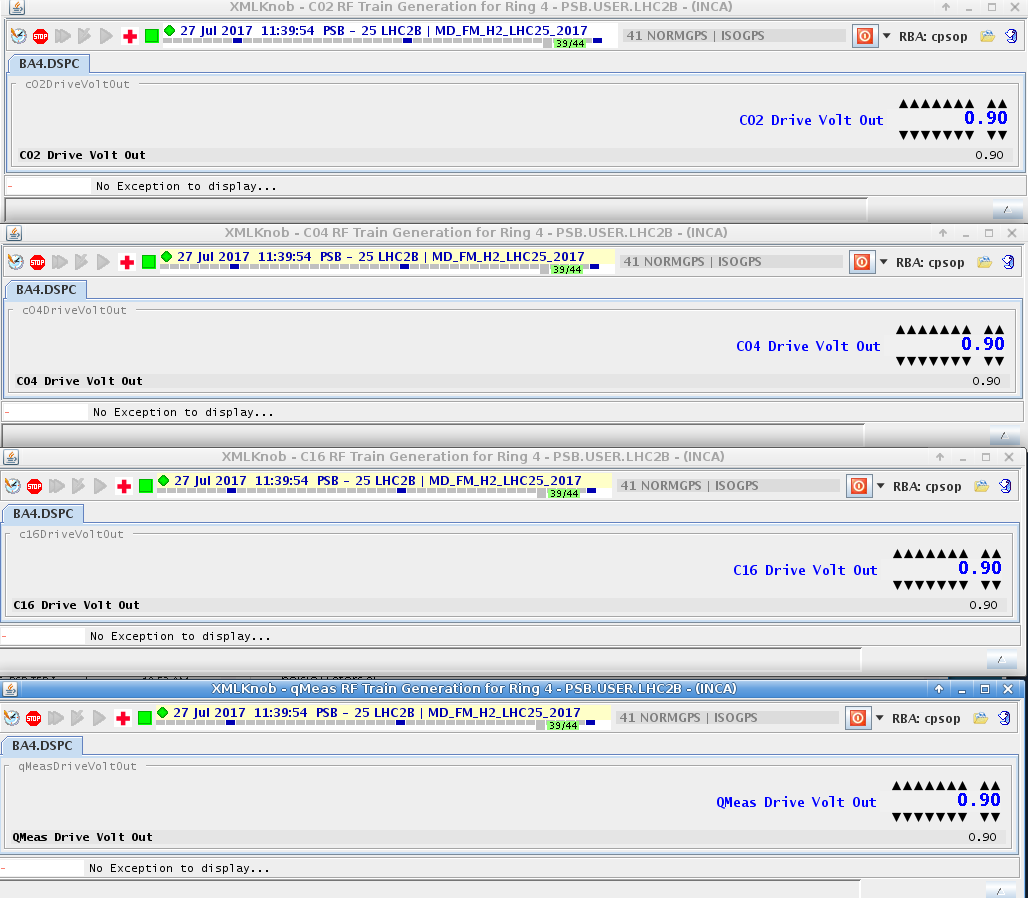 XMLKnob - C02 RF Train Generation for Ring 4 - PSB.USER.LHC2B - (INCA)
STOP 27 Jul 2017 11:39:54 PSB - 25 LHC2B | MD_FM_H2_LHC25_2017 39/44 41 NORMGPS | ISOGPS RBA: cpsop
BA4.DSPC
cO2DriveVoltOut
CO2 Drive Volt Out 0.90
CO2 Drive Volt Out 0.90
- No Exception to display...
XMLKnob - C04 RF Train Generation for Ring 4 - PSB.USER.LHC2B - (INCA)
STOP 27 Jul 2017 11:39:54 PSB - 25 LHC2B | MD_FM_H2_LHC25_2017 39/44 41 NORMGPS | ISOGPS RBA: cpsop
BA4.DSPC
cO4DriveVoltOut
CO4 Drive Volt Out 0.90
CO4 Drive Volt Out 0.90
- No Exception to display...
XMLKnob - C16 RF Train Generation for Ring 4 - PSB.USER.LHC2B - (INCA)
STOP 27 Jul 2017 11:39:54 PSB - 25 LHC2B | MD_FM_H2_LHC25_2017 39/44 41 NORMGPS | ISOGPS RBA: cpsop
BA4.DSPC
c16DriveVoltOut
C16 Drive Volt Out 0.90
C16 Drive Volt Out 0.90
- No Exception to display...
XMLKnob - qMeas RF Train Generation for Ring 4 - PSB.USER.LHC2B - (INCA)
STOP 27 Jul 2017 11:39:54 PSB - 25 LHC2B | MD_FM_H2_LHC25_2017 39/44 41 NORMGPS | ISOGPS RBA: cpsop
BA4.DSPC
qMeasDriveVoltOut
QMeas Drive Volt Out 0.90
QMeas Drive Volt Out 0.90
- No Exception to display...